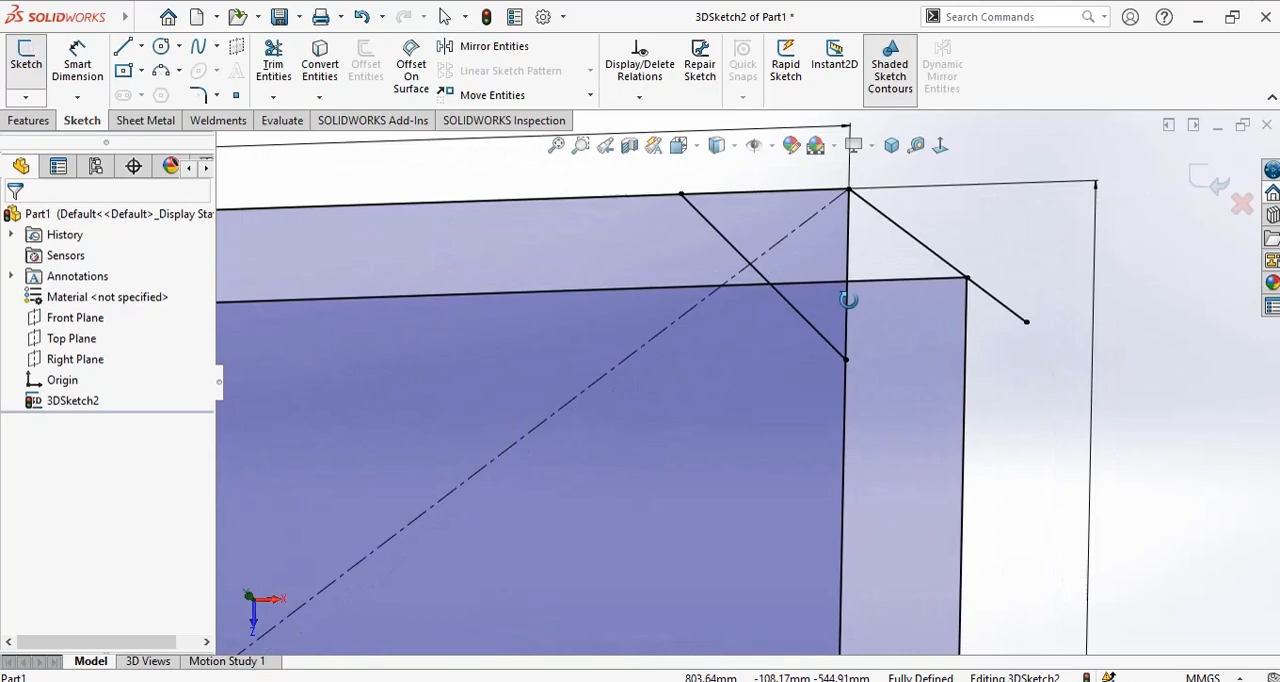 SOLIDWORKS
3DSketch2 of Part1 *
Search Commands
Sketch
Smart Dimension
Trim Entities
Convert Entities
Offset Entities
Offset On Surface
Mirror Entities
Linear Sketch Pattern
Move Entities
Display/Delete Relations
Repair Sketch
Quick Snaps
Rapid Sketch
Instant2D
Shaded Sketch Contours
Dynamic Mirror Entities
Features
Sketch
Sheet Metal
Weldments
Evaluate
SOLIDWORKS Add-Ins
SOLIDWORKS Inspection
Part1 (Default<<Default>_Display Sta
History
Sensors
Annotations
Material <not specified>
Front Plane
Top Plane
Right Plane
Origin
3D 3DSketch2
X
Z
Model
3D Views
Motion Study 1
Part1
803.64mm
-108.17mm
-544.91mm
Fully Defined
Editing 3DSketch2
MMGS